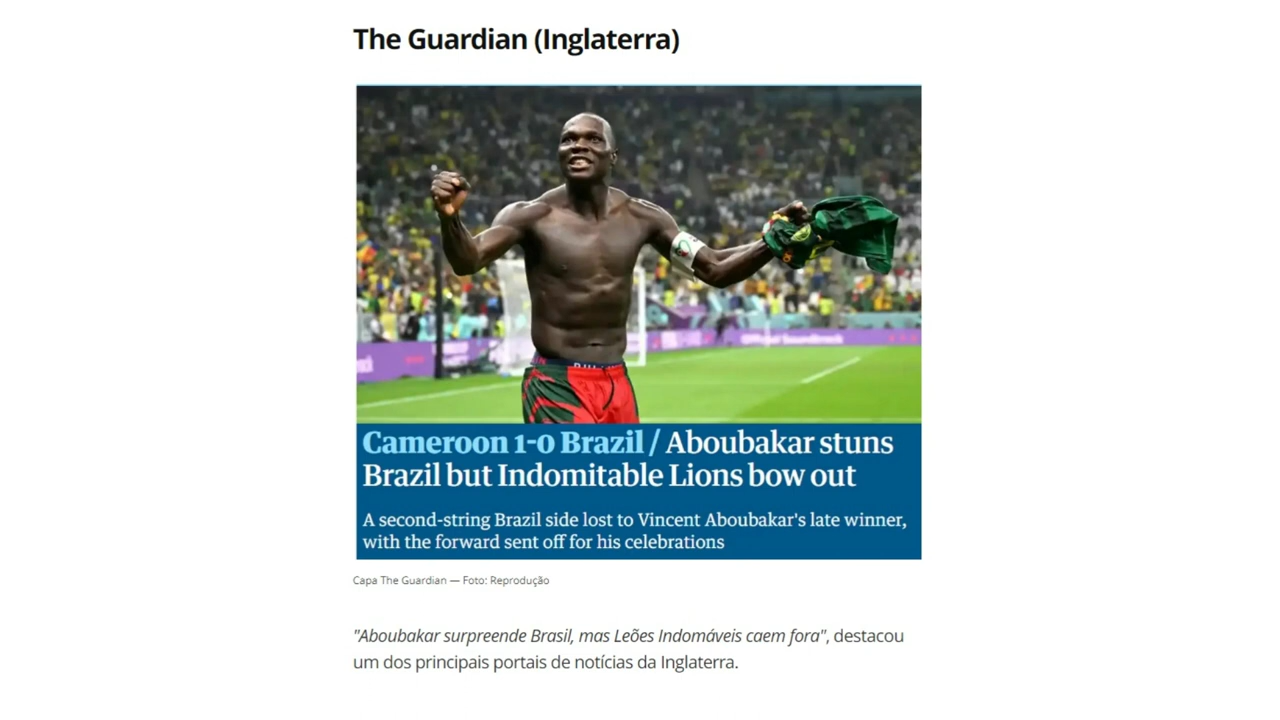 The Guardian (Inglaterra)
Cameroon 1-0 Brazil / Aboubakar stuns
Brazil but Indomitable Lions bow out
A second-string Brazil side lost to Vincent Aboubakar's late winner,
with the forward sent off for his celebrations
Capa The Guardian — Foto: Reprodução
"Aboubakar surpreende Brasil, mas Leões Indomáveis caem fora", destacou
um dos principais portais de notícias da Inglaterra.